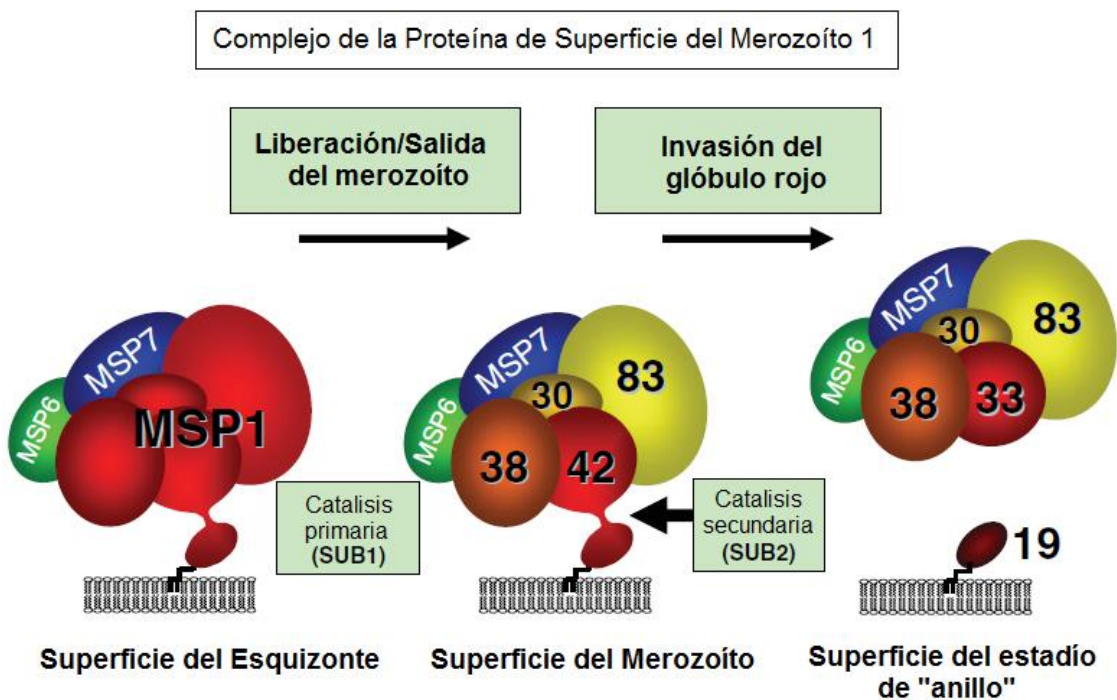 Complejo de la Proteína de Superficie del Merozoíto 1
Liberación/Salida
del merozoíto
Invasión del
glóbulo rojo
MSP6
MSP7
MSP1
Catalisis
primaria
(SUB1)
MSP6
MSP7
30
83
38
42
Catalisis
secundaria
(SUB2)
MSP6
MSP7
30
83
38
33
19
Superficie del Esquizonte
Superficie del Merozoíto
Superficie del estadío
de "anillo"